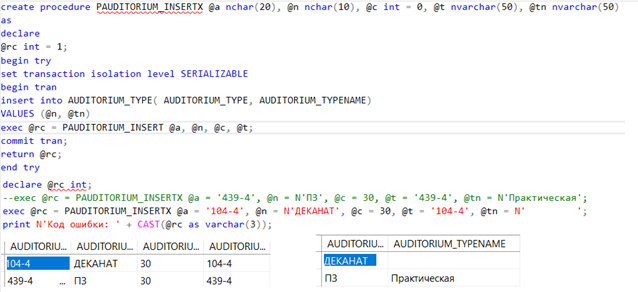 create procedure PAUDITORIUM_INSERTX @a nchar(20), @n nchar(10), @c int = 0, @t nvarchar(50), @tn nvarchar(50)
as
declare
@rc int = 1;
begin try
set transaction isolation level SERIALIZABLE
begin tran
insert into AUDITORIUM_TYPE( AUDITORIUM_TYPE, AUDITORIUM_TYPENAME)
VALUES (@n, @tn)
exec @rc = PAUDITORIUM_INSERT @a, @n, @c, @t;
commit tran;
return @rc;
end try
declare @rc int;
--exec @rc = PAUDITORIUM_INSERTX @a = '439-4', @n = N'ПЗ', @c = 30, @t = '439-4', @tn = N'Практическая';
exec @rc = PAUDITORIUM_INSERTX @a = '104-4', @n = N'ДЕКАНАТ', @c = 30, @t = '104-4', @tn = N'        ';
print N'Код ошибки: ' + CAST(@rc as varchar(3));
AUDITORIU... AUDITORIU... AUDITORIU... AUDITORIU...
104-4 ДЕКАНАТ 30 104-4
439-4 ... ПЗ 30 439-4
AUDITORIU... AUDITORIUM_TYPENAME
ДЕКАНАТ
ПЗ Практическая